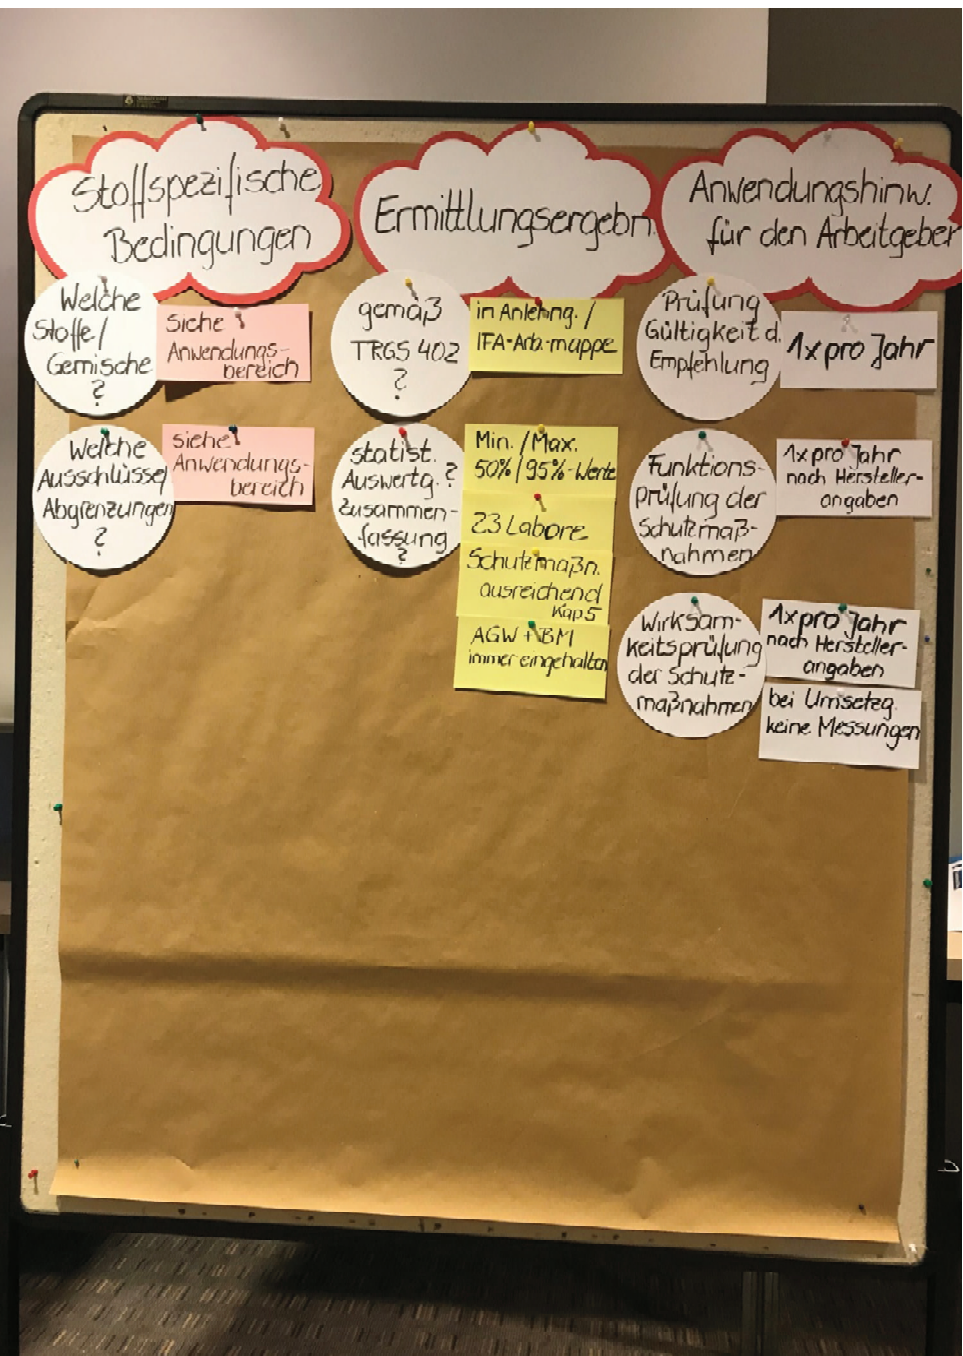 Stoffspezifische
Bedingungen
Welche
Stoffe/
Gemische
?
siehe
Anwendungs-
bereich
Welche
Ausschlüsse/
Abgrenzungen
?
siehe
Anwendungs-
bereich
Ermittlungsergebn.
gemäß
TRGS 402
?
in Anlehng. /
IFA-Arb.-mappe
statist.
Auswertg. ?
Zusammen-
fassung
?
Min. / Max.
50% / 95%-Werte
23 Labore
Schutzmaßn.
ausreichend
Kap 5
AGW + BM
immer eingehalten
Anwendungshinw.
für den Arbeitgeber
Prüfung
Gültigkeit d.
Empfehlung
1x pro Jahr
Funktions-
prüfung der
Schutzmaß-
nahmen
1x pro Jahr
nach Hersteller-
angaben
Wirksam-
keitsprüfung
der Schutz-
maßnahmen
1x pro Jahr
nach Hersteller-
angaben
bei Umsetzg.
keine Messungen